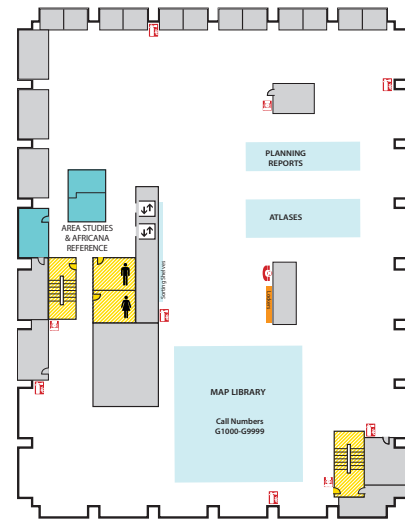 PLANNING
REPORTS
ATLASES
AREA STUDIES
& AFRICANA
REFERENCE
Sorting Shelves
Lockers
MAP LIBRARY
Call Numbers
G1000-G9999